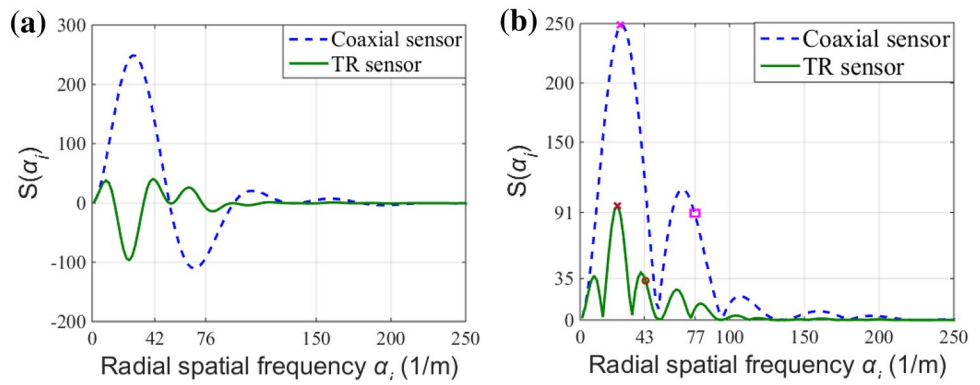 (a)
300
200
100
0
-100
-200
S(αᵢ)
Coaxial sensor
TR sensor
0 42 76 150 200 250
Radial spatial frequency αᵢ (1/m)
(b)
250
200
150
91
35
0
S(αᵢ)
Coaxial sensor
TR sensor
0 43 77 100 150 200 250
Radial spatial frequency αᵢ (1/m)